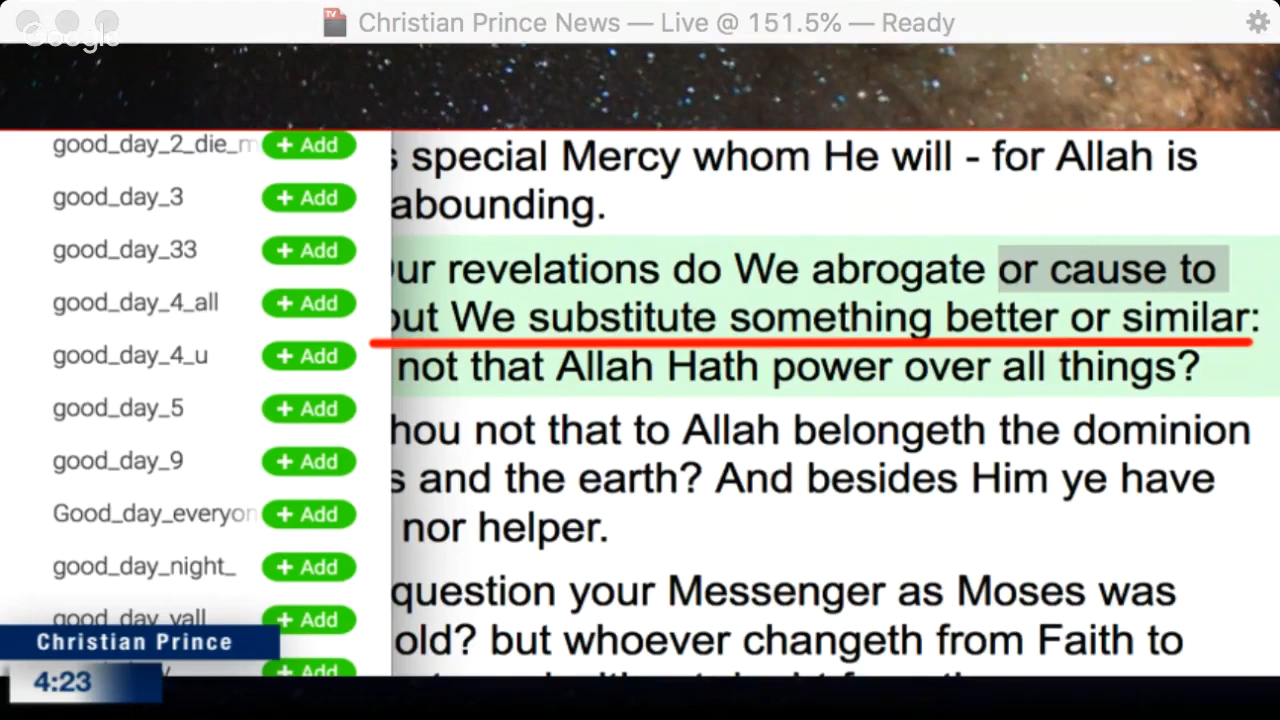 Christian Prince News — Live @ 151.5% — Ready
Google
good_day_2_die_m + Add
good_day_3 + Add
good_day_33 + Add
good_day_4_all + Add
good_day_4_u + Add
good_day_5 + Add
good_day_9 + Add
Good_day_everyon + Add
good_day_night_ + Add
good_day_yall + Add
+ Add
s special Mercy whom He will - for Allah is
abounding.
Our revelations do We abrogate or cause to
but We substitute something better or similar:
not that Allah Hath power over all things?
hou not that to Allah belongeth the dominion
s and the earth? And besides Him ye have
nor helper.
question your Messenger as Moses was
old? but whoever changeth from Faith to
Christian Prince
4:23